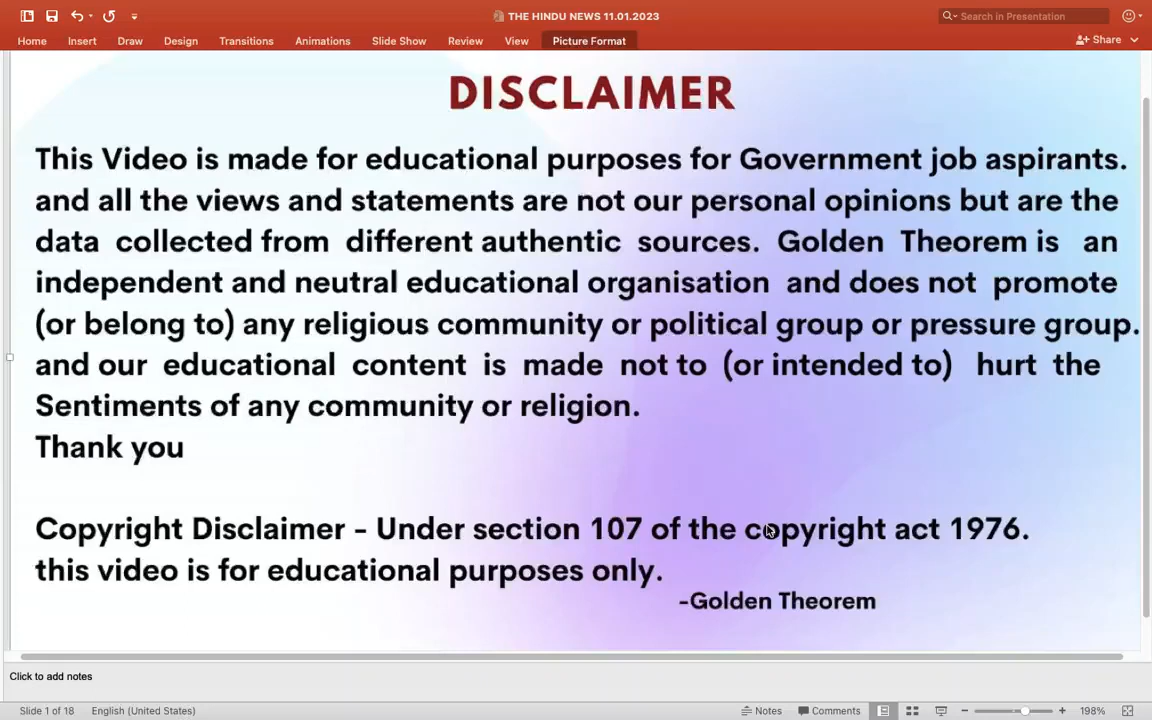 THE HINDU NEWS 11.01.2023
Search in Presentation
Home Insert Draw Design Transitions Animations Slide Show Review View Picture Format Share
DISCLAIMER
This Video is made for educational purposes for Government job aspirants.
and all the views and statements are not our personal opinions but are the
data collected from different authentic sources. Golden Theorem is an
independent and neutral educational organisation and does not promote
(or belong to) any religious community or political group or pressure group.
and our educational content is made not to (or intended to) hurt the
Sentiments of any community or religion.
Thank you
Copyright Disclaimer - Under section 107 of the copyright act 1976.
this video is for educational purposes only.
-Golden Theorem
Click to add notes
Slide 1 of 18 English (United States) Notes Comments 198%